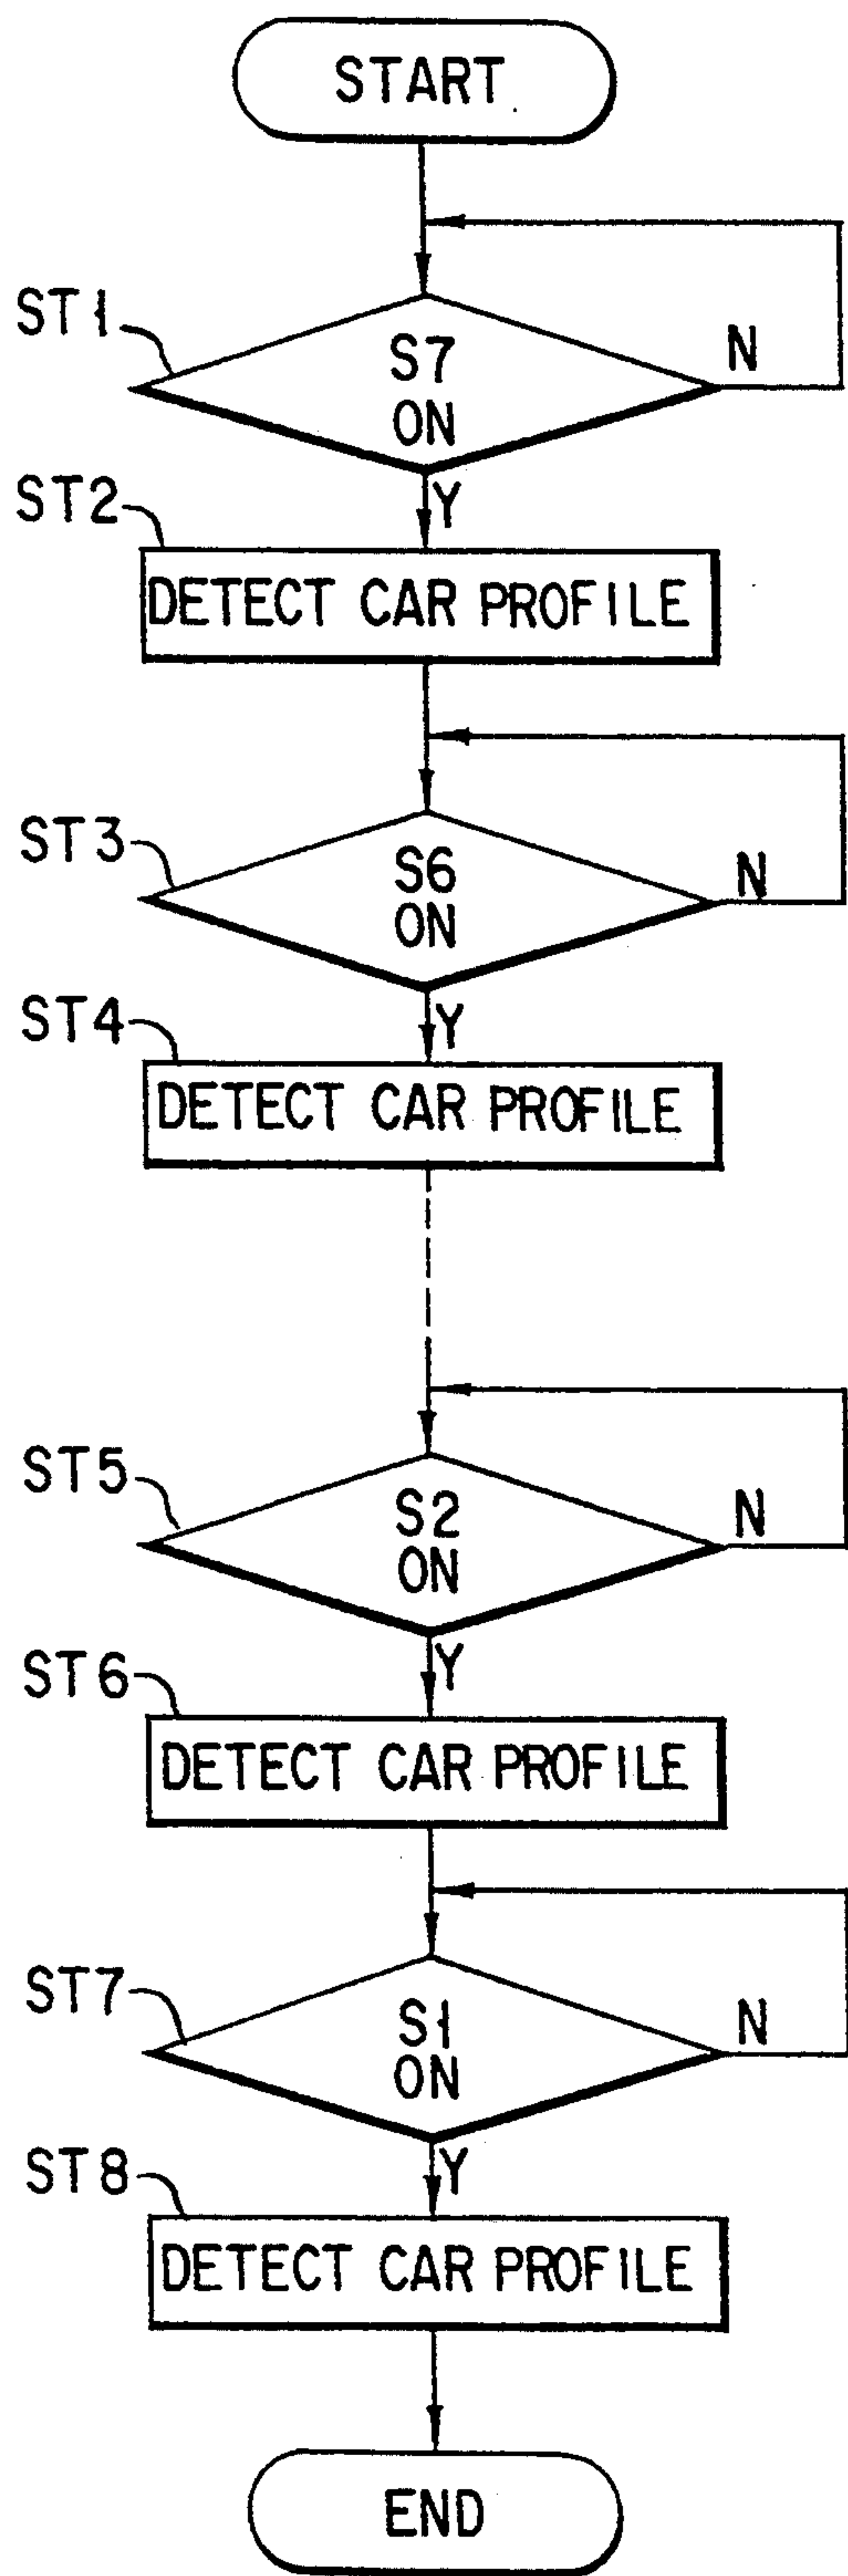 START
ST1
S7
ON
N
Y
ST2
DETECT CAR PROFILE
ST3
S6
ON
N
Y
ST4
DETECT CAR PROFILE
ST5
S2
ON
N
Y
ST6
DETECT CAR PROFILE
ST7
S1
ON
N
Y
ST8
DETECT CAR PROFILE
END